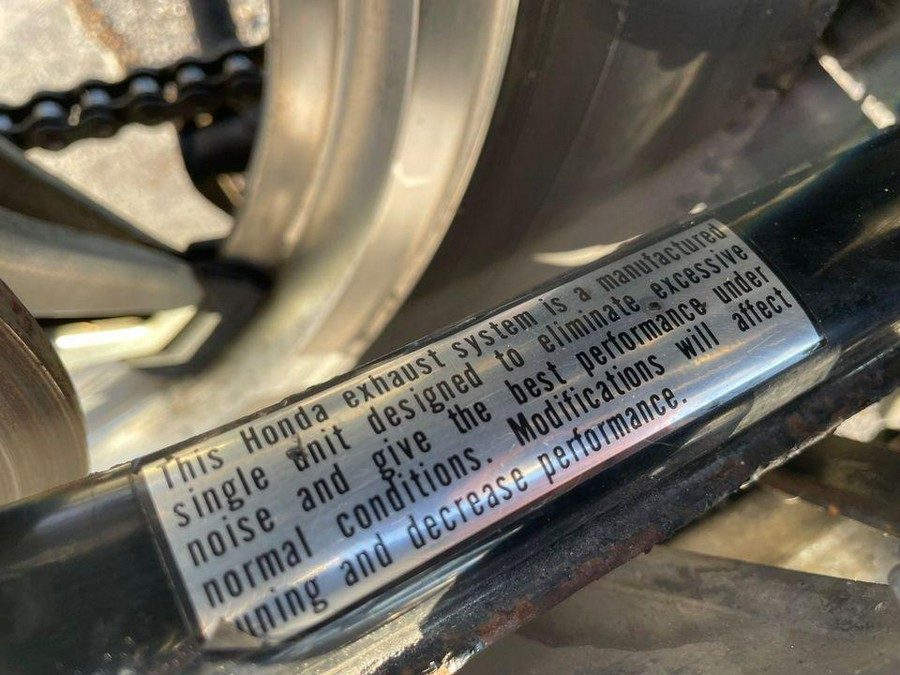 This Honda exhaust system is a manufactured
single unit designed to eliminate excessive
noise and give the best performance under
normal conditions. Modifications will affect
uning and decrease performance.